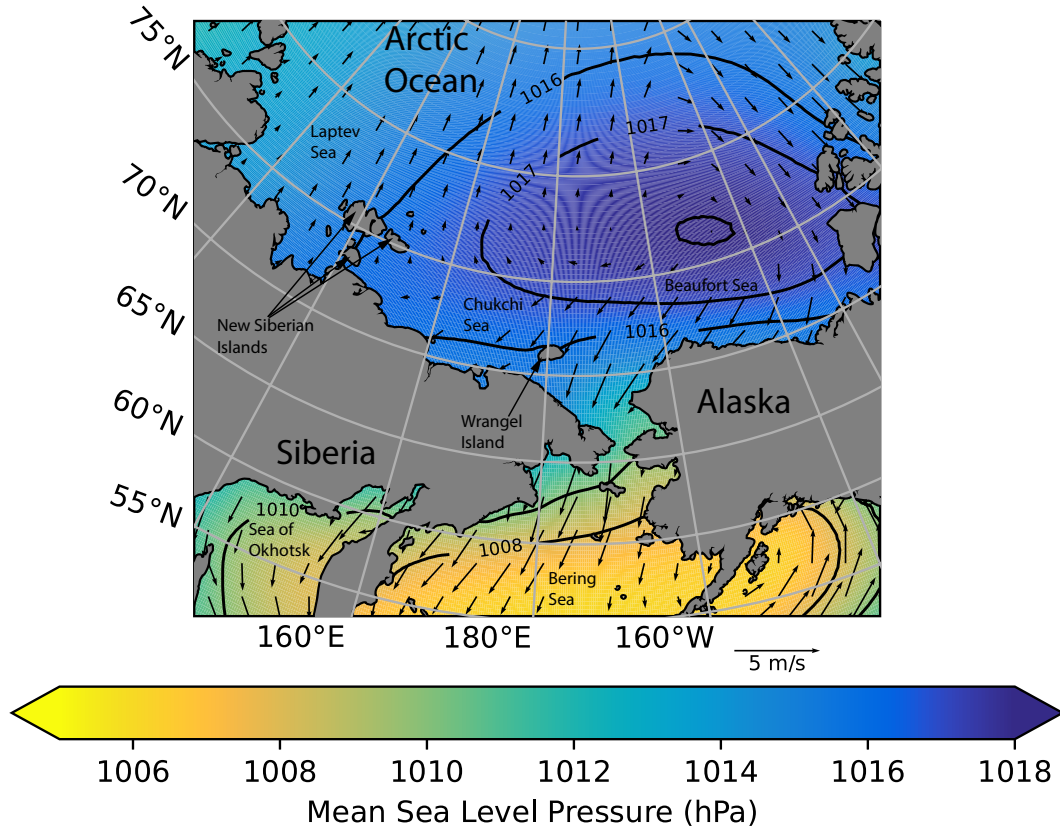 75°N
Arctic
Ocean
1016
1017
Laptev
Sea
70°N
1017
65°N
New Siberian
Islands
Chukchi
Sea
Beaufort Sea
1016
60°N
Wrangel
Island
Alaska
Siberia
55°N
1010
Sea of
Okhotsk
1008
Bering
Sea
160°E
180°E
160°W
5 m/s
1006
1008
1010
1012
1014
1016
1018
Mean Sea Level Pressure (hPa)